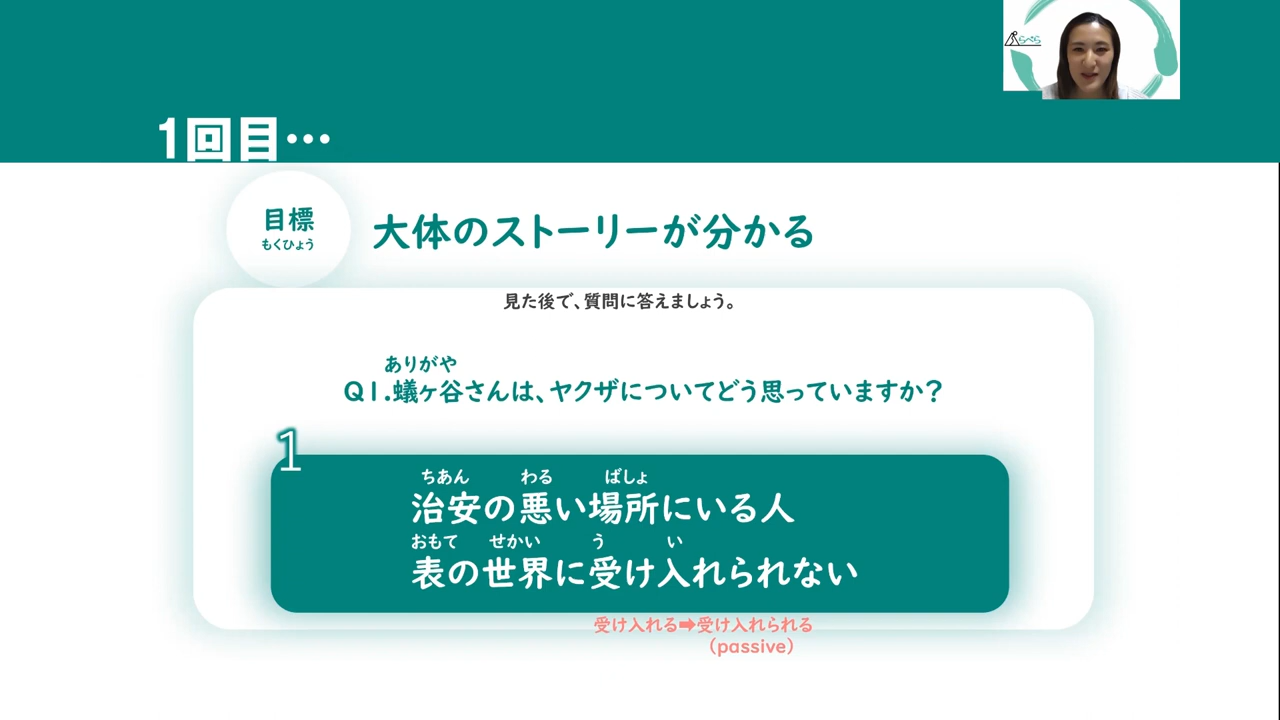 らぺら
1回目…
目標
もくひょう
大体のストーリーが分かる
見た後で、質問に答えましょう。
ありがや
Q1.蟻ヶ谷さんは、ヤクザについてどう思っていますか?
1
ちあん わる ばしょ
治安の悪い場所にいる人
おもて せかい う い
表の世界に受け入れられない
受け入れる➡受け入れられる
(passive)